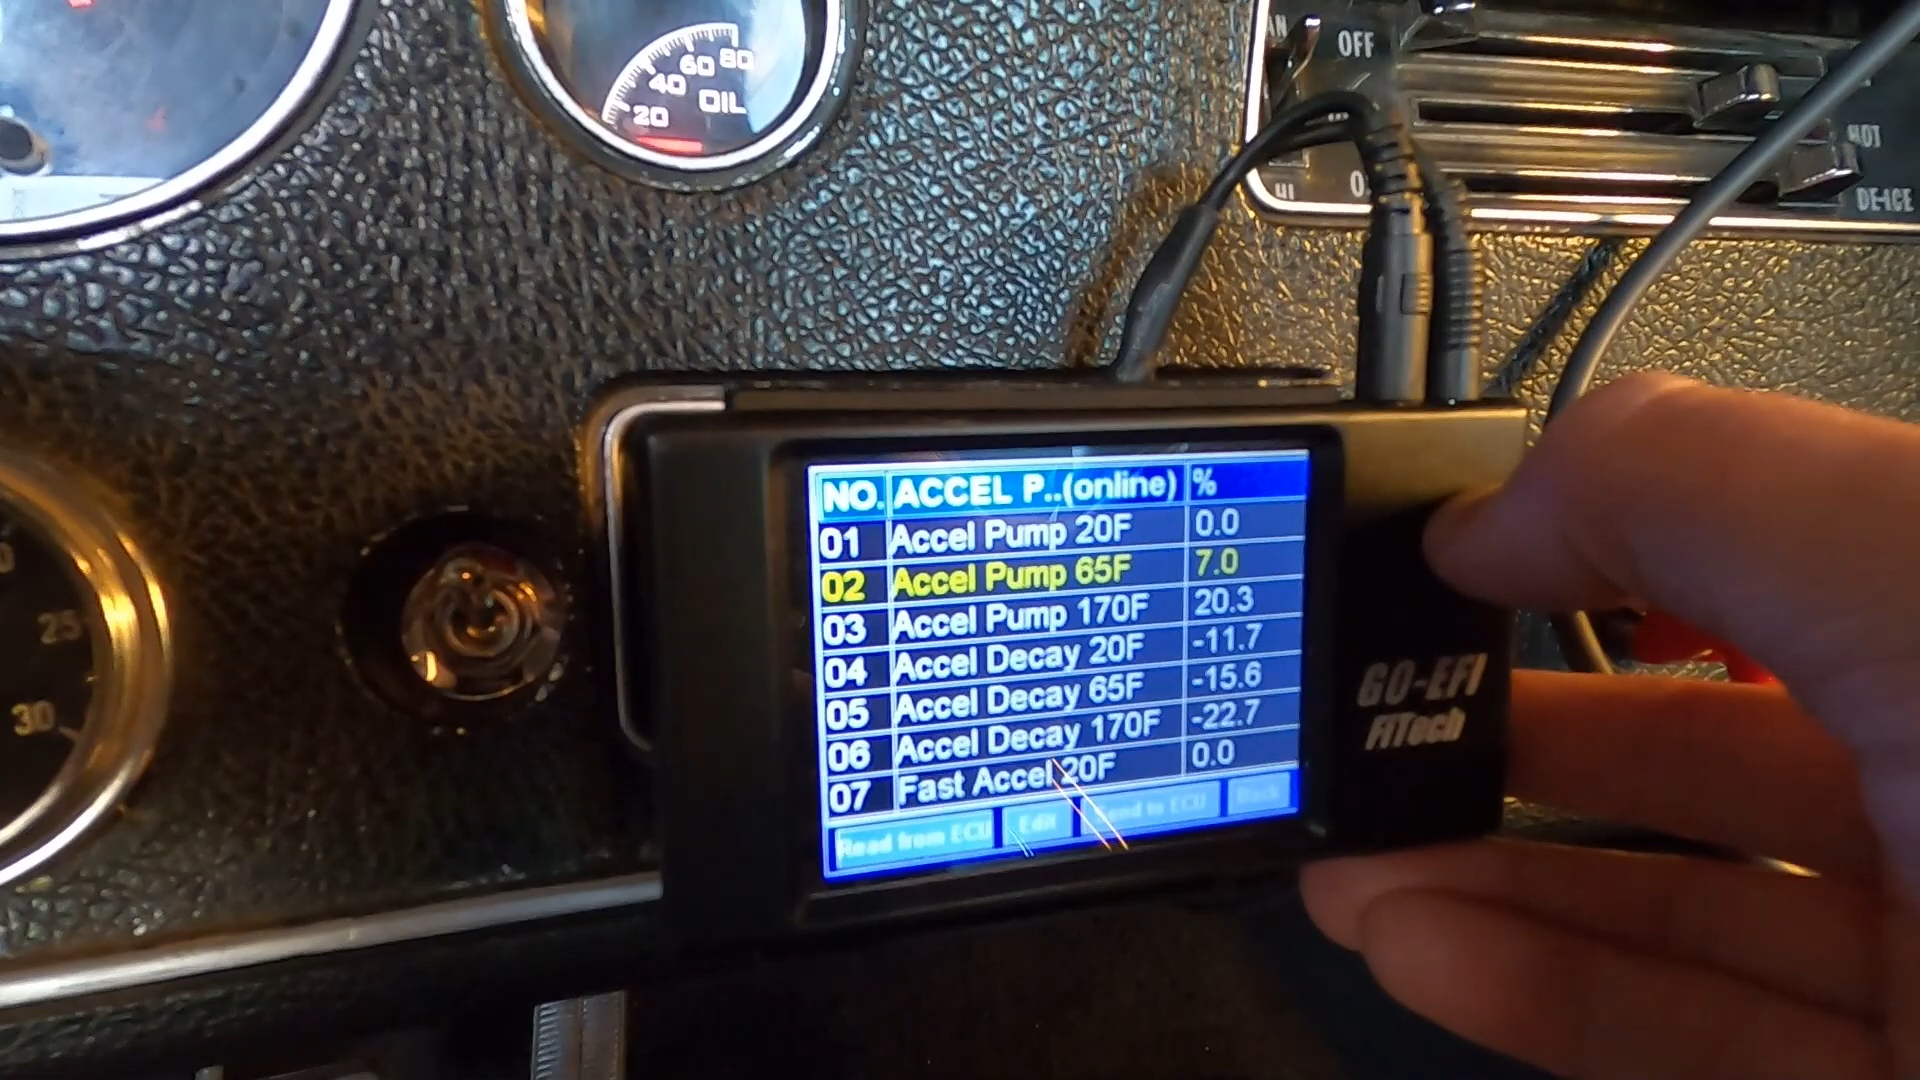 20 40 60 80
OIL
OFF
HI
HOT
DE-ICE
25
30
NO. ACCEL P..(online) %
01 Accel Pump 20F 0.0
02 Accel Pump 65F 7.0
03 Accel Pump 170F 20.3
04 Accel Decay 20F -11.7
05 Accel Decay 65F -15.6
06 Accel Decay 170F -22.7
07 Fast Accel 20F 0.0
Read from ECU Edit Send to ECU Back
GO-EFI
FiTech